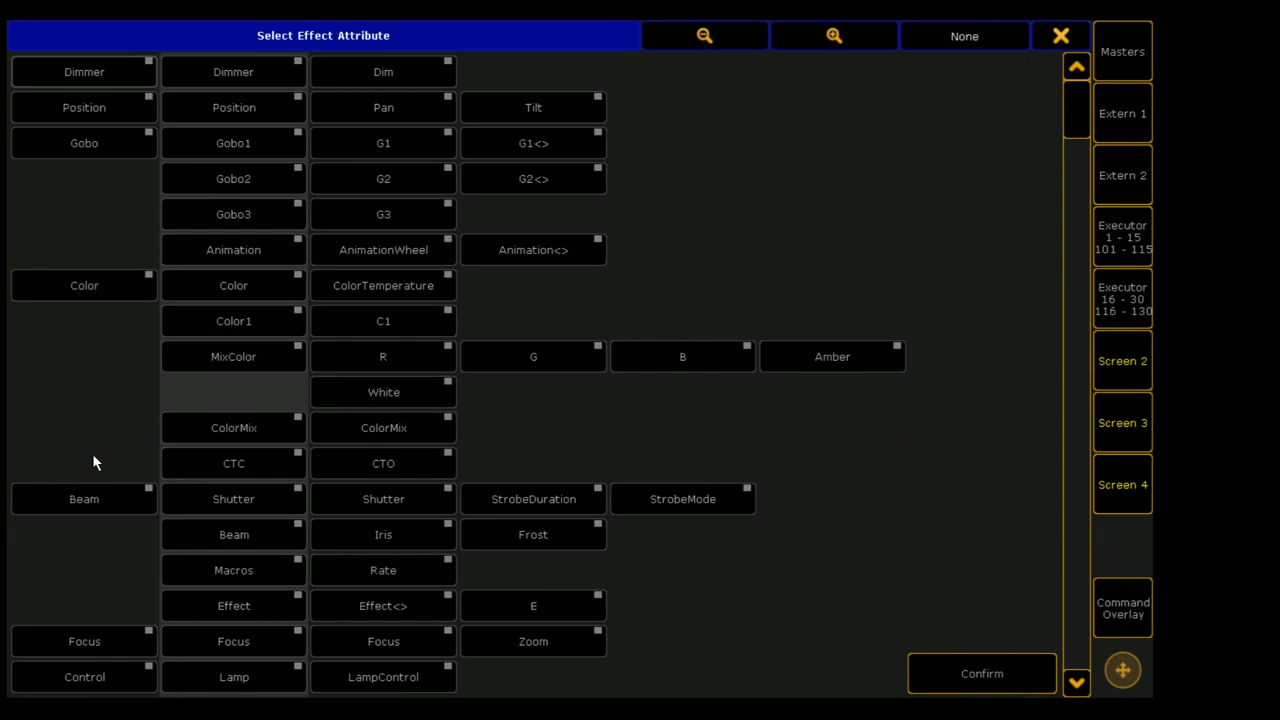 Select Effect Attribute
None
Masters
Dimmer
Dimmer
Dim
Position
Position
Pan
Tilt
Extern 1
Gobo
Gobo1
G1
G1<>
Gobo2
G2
G2<>
Extern 2
Gobo3
G3
Executor
1 - 15
101 - 115
Animation
AnimationWheel
Animation<>
Color
Color
ColorTemperature
Executor
16 - 30
116 - 130
Color1
C1
MixColor
R
G
B
Amber
Screen 2
White
ColorMix
ColorMix
Screen 3
CTC
CTO
Screen 4
Beam
Shutter
Shutter
StrobeDuration
StrobeMode
Beam
Iris
Frost
Macros
Rate
Effect
Effect<>
E
Command
Overlay
Focus
Focus
Focus
Zoom
Control
Lamp
LampControl
Confirm